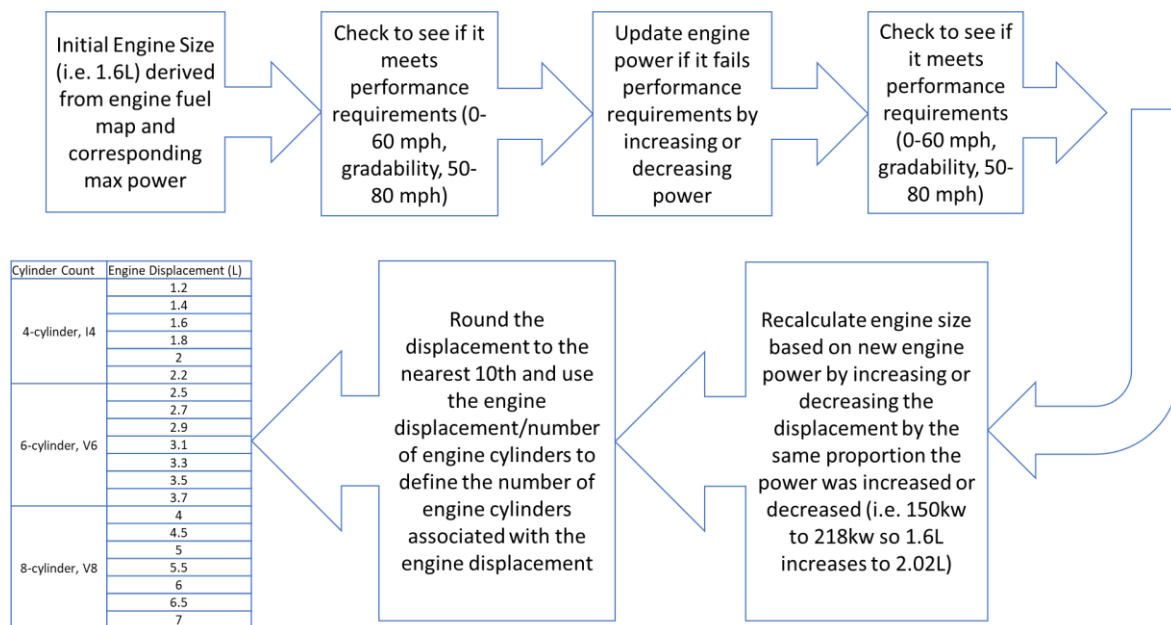 Initial Engine Size
(i.e. 1.6L) derived
from engine fuel
map and
corresponding
max power
Check to see if it
meets
performance
requirements (0-
60 mph,
gradability, 50-
80 mph)
Update engine
power if it fails
performance
requirements by
increasing or
decreasing
power
Check to see if
it meets
performance
requirements
(0-60 mph,
gradability, 50-
80 mph)
Recalculate engine size
based on new engine
power by increasing or
decreasing the
displacement by the
same proportion the
power was increased or
decreased (i.e. 150kw
to 218kw so 1.6L
increases to 2.02L)
Round the
displacement to the
nearest 10th and use
the engine
displacement/number
of engine cylinders to
define the number of
engine cylinders
associated with the
engine displacement
Cylinder Count Engine Displacement (L)
4-cylinder, I4
1.2
1.4
1.6
1.8
2
2.2
6-cylinder, V6
2.5
2.7
2.9
3.1
3.3
3.5
3.7
8-cylinder, V8
4
4.5
5
5.5
6
6.5
7